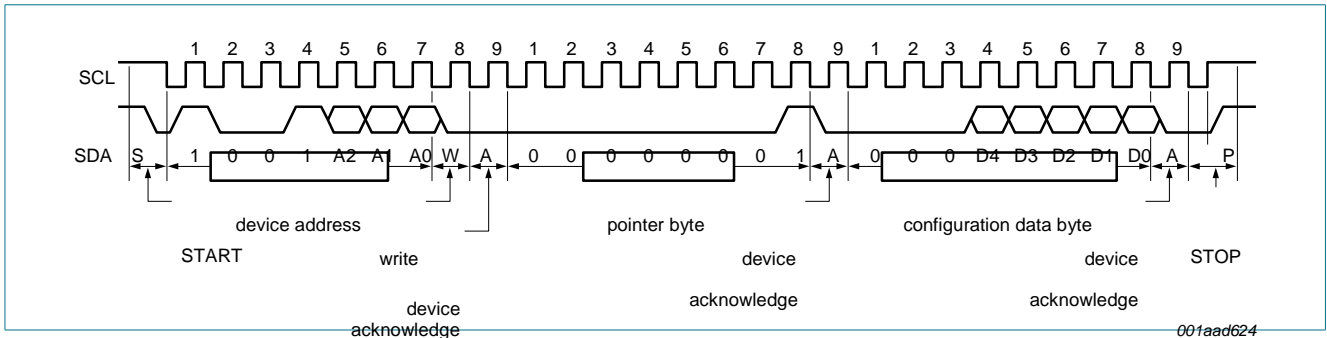 1 2 3 4 5 6 7 8 9 1 2 3 4 5 6 7 8 9 1 2 3 4 5 6 7 8 9
SCL
SDA S 1 0 0 1 A2 A1 A0 W A 0 0 0 0 0 0 0 1 A 0 0 0 D4 D3 D2 D1 D0 A P
device address pointer byte configuration data byte
START write device device STOP
acknowledge acknowledge
device
acknowledge
001aad624